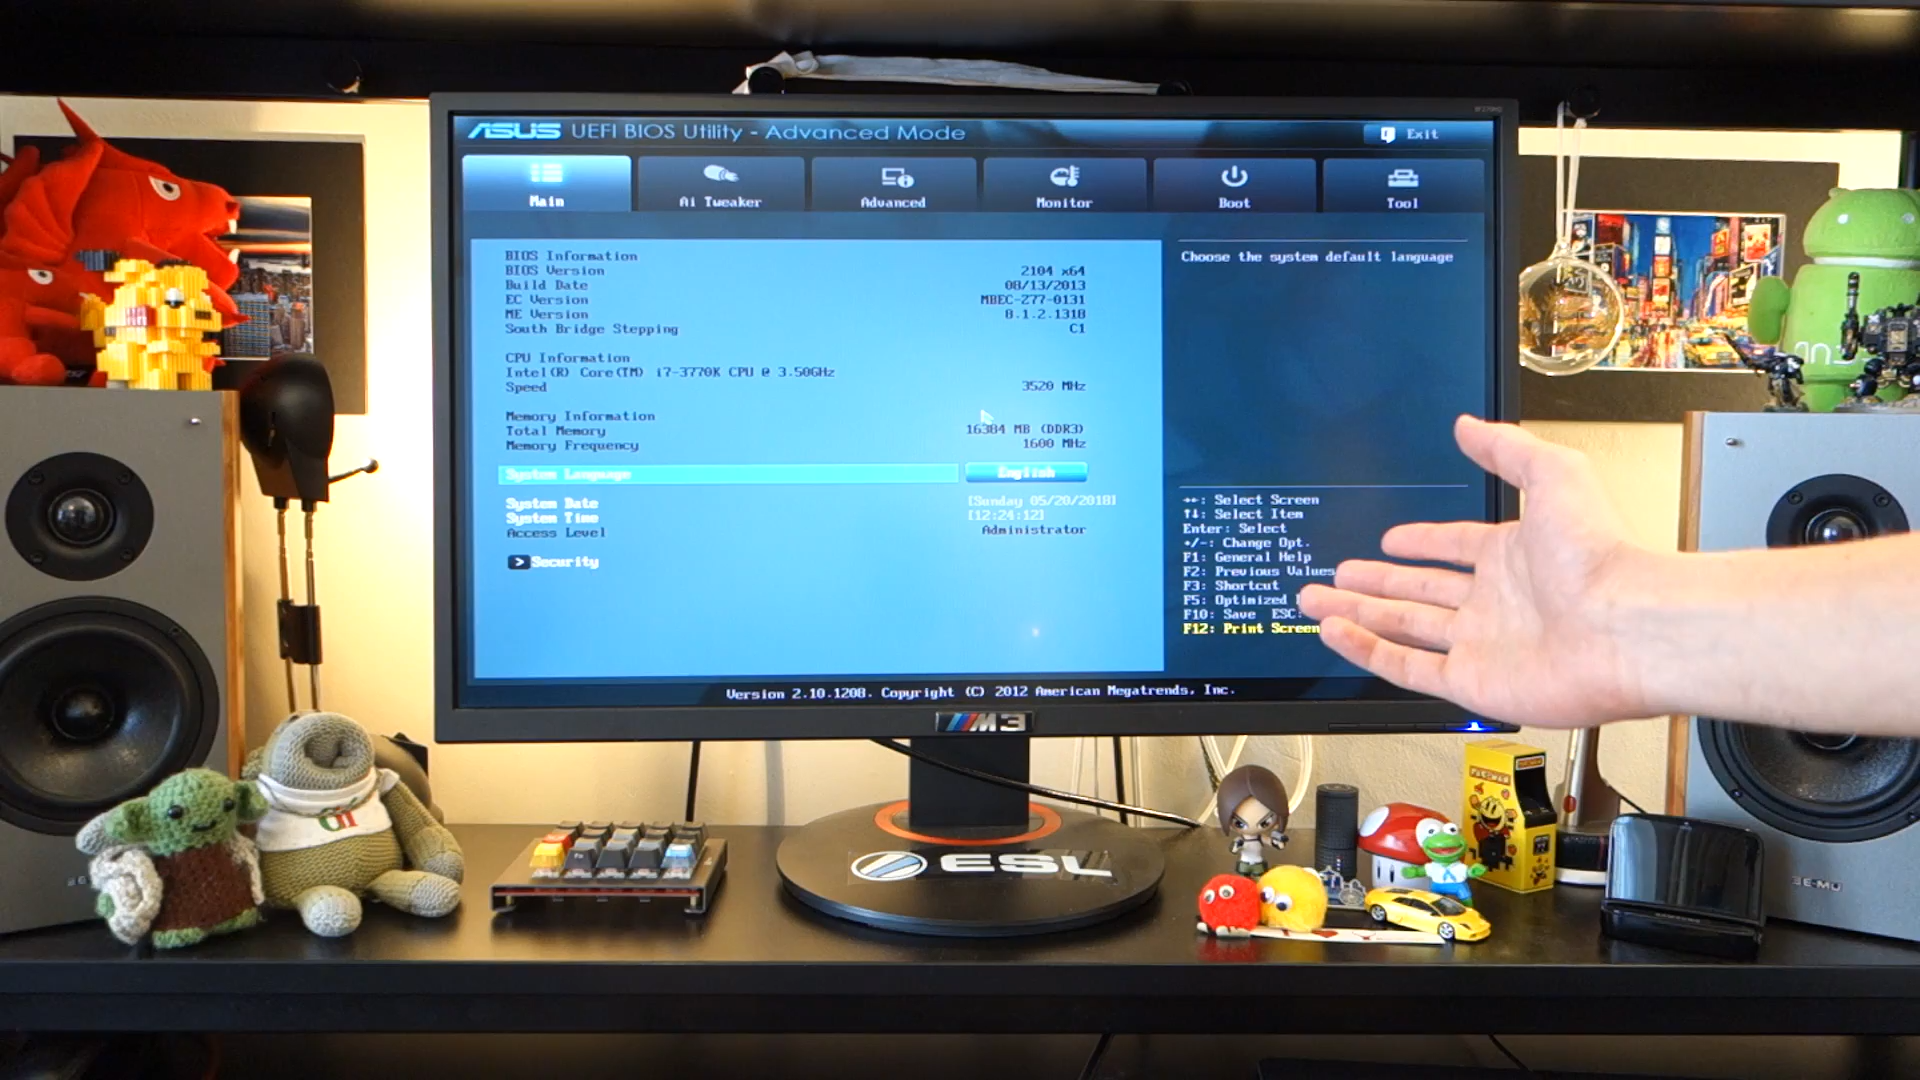 ASUS UEFI BIOS Utility - Advanced Mode
Exit
Main
Ai Tweaker
Advanced
Monitor
Boot
Tool
BIOS Information
BIOS Version 2104 x64
Build Date 08/13/2013
EC Version MBEC-Z77-0131
ME Version 8.1.2.1318
South Bridge Stepping C1
CPU Information
Intel(R) Core(TM) i7-3770K CPU @ 3.50GHz
Speed 3520 MHz
Memory Information
Total Memory 16384 MB (DDR3)
Memory Frequency 1600 MHz
System Language English
System Date [Sunday 05/20/2018]
System Time [12:24:12]
Access Level Administrator
> Security
Choose the system default language
→←: Select Screen
↑↓: Select Item
Enter: Select
+/-: Change Opt.
F1: General Help
F2: Previous Values
F3: Shortcut
F5: Optimized
F10: Save ESC:
F12: Print Screen
Version 2.10.1208. Copyright (C) 2012 American Megatrends, Inc.
M3
ESL
PAC-MAN
E-MU